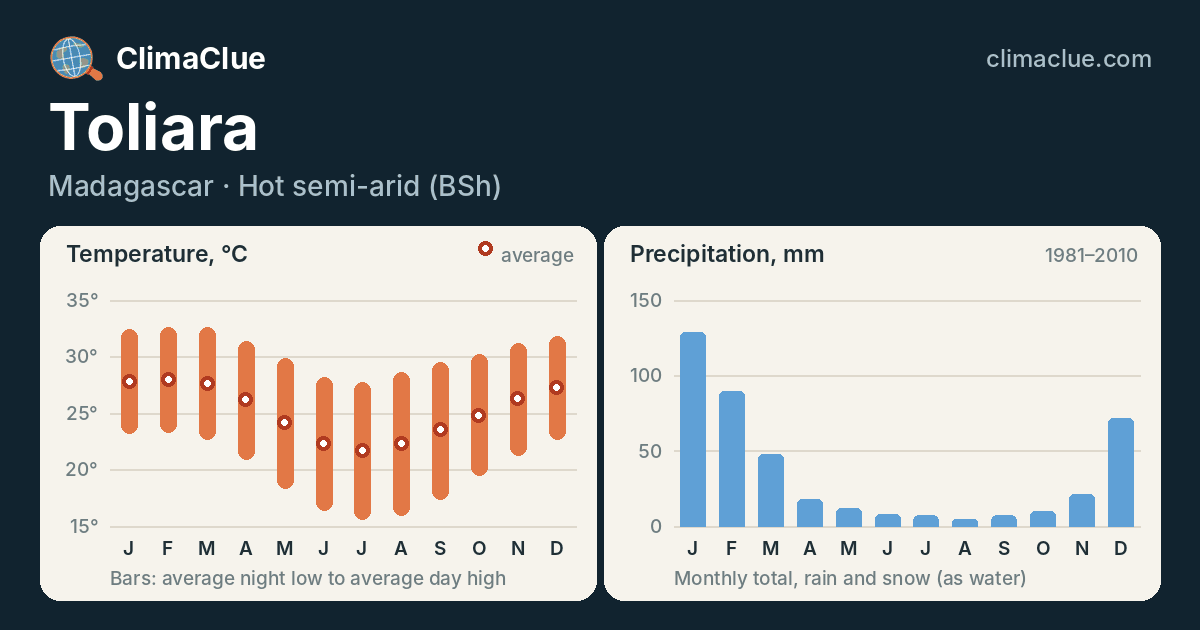 ClimaClue
climaclue.com
Toliara
Madagascar · Hot semi-arid (BSh)
Temperature, °C
average
35°
30°
25°
20°
15°
J F M A M J J A S O N D
Bars: average night low to average day high
Precipitation, mm
1981–2010
150
100
50
0
J F M A M J J A S O N D
Monthly total, rain and snow (as water)